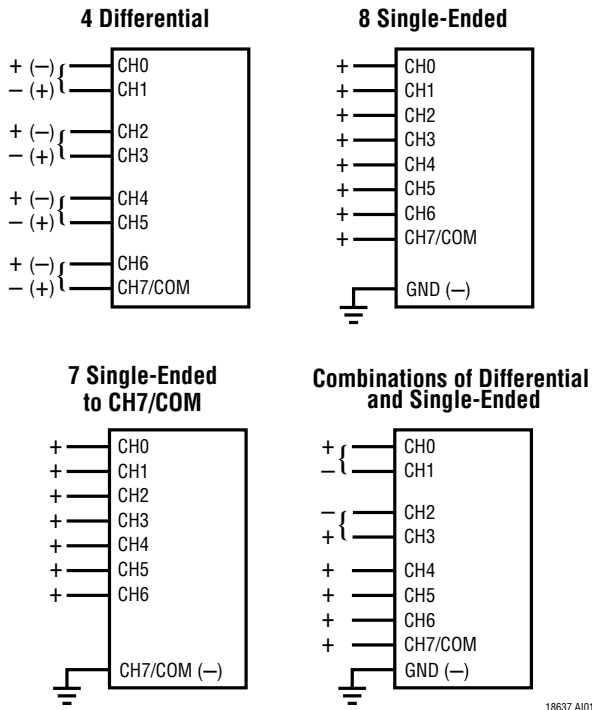 4 Differential
+ (–)
– (+)
+ (–)
– (+)
+ (–)
– (+)
+ (–)
– (+)
CH0
CH1
CH2
CH3
CH4
CH5
CH6
CH7/COM
8 Single-Ended
+
+
+
+
+
+
+
+
CH0
CH1
CH2
CH3
CH4
CH5
CH6
CH7/COM
GND (–)
7 Single-Ended
to CH7/COM
+
+
+
+
+
+
+
CH0
CH1
CH2
CH3
CH4
CH5
CH6
CH7/COM (–)
Combinations of Differential
and Single-Ended
+
–
–
+
+
+
+
+
CH0
CH1
CH2
CH3
CH4
CH5
CH6
CH7/COM
GND (–)
18637 AI01